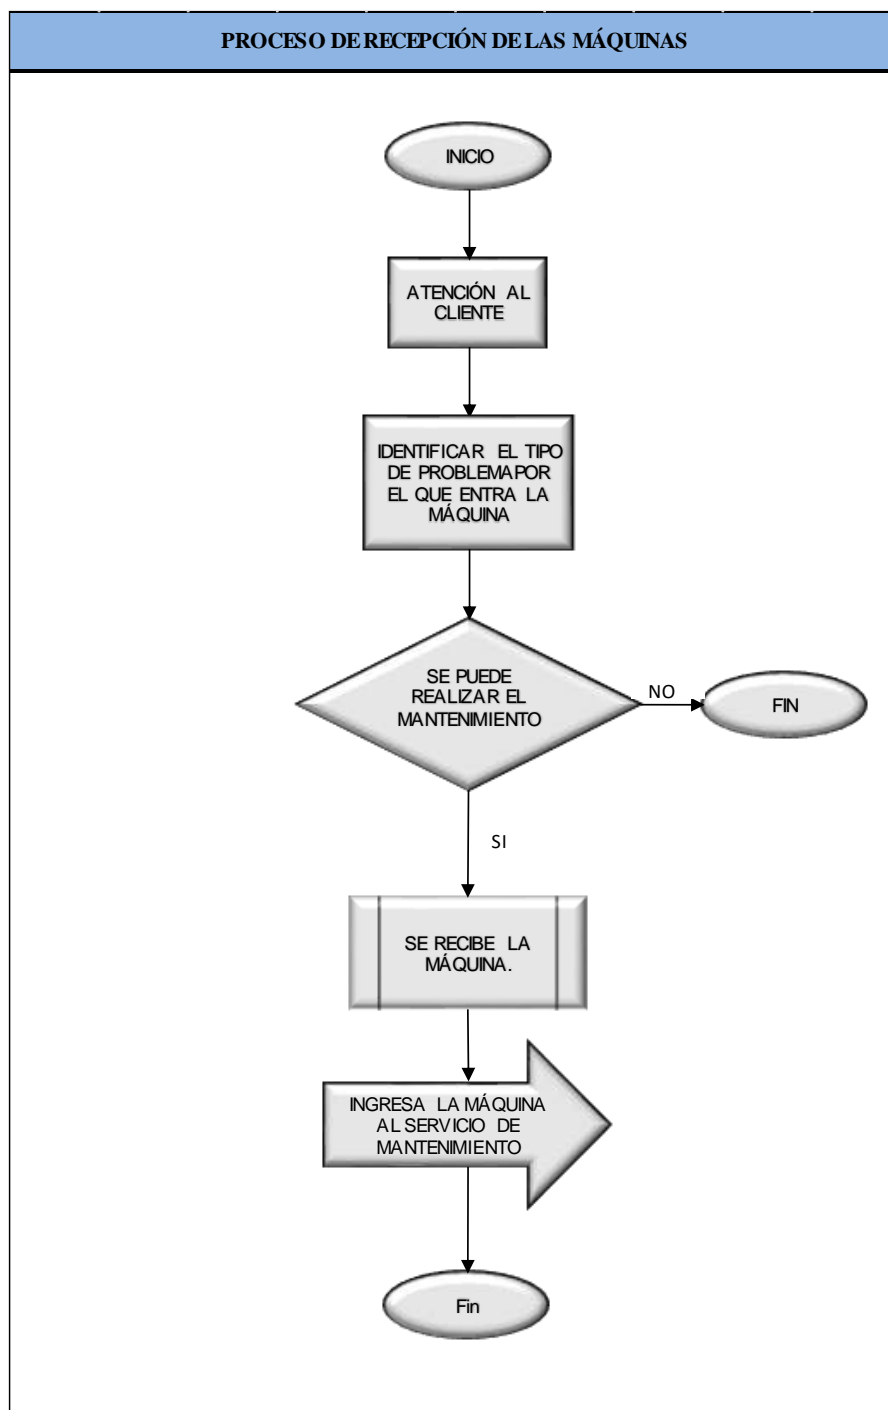 PROCESO DE RECEPCIÓN DE LAS MÁQUINAS
INICIO
ATENCIÓN AL
CLIENTE
IDENTIFICAR EL TIPO
DE PROBLEMAPOR
EL QUE ENTRA LA
MÁQUINA
SE PUEDE
REALIZAR EL
MANTENIMIENTO
NO
FIN
SI
SE RECIBE LA
MÁQUINA.
INGRESA LA MÁQUINA
AL SERVICIO DE
MANTENIMIENTO
Fin